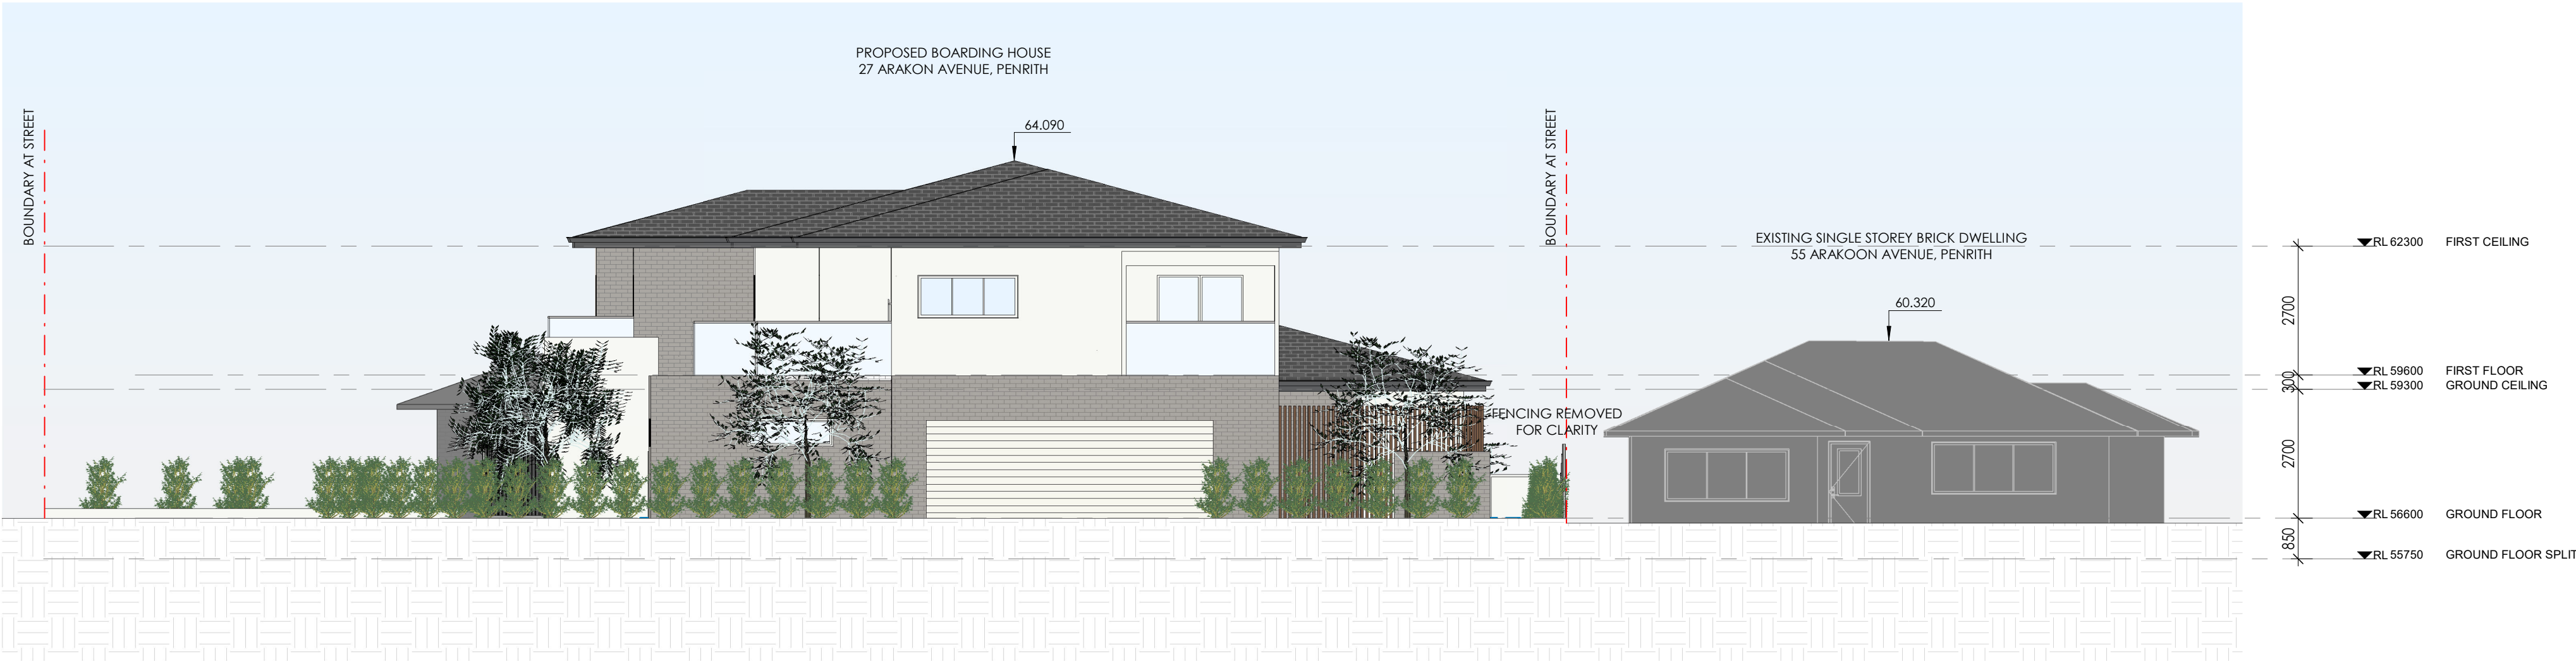 PROPOSED BOARDING HOUSE
27 ARAKON AVENUE, PENRITH
BOUNDARY AT STREET
64.090
BOUNDARY AT STREET
EXISTING SINGLE STOREY BRICK DWELLING
55 ARAKOON AVENUE, PENRITH
60.320
FENCING REMOVED
FOR CLARITY
2700
300
2700
850
RL 62300 FIRST CEILING
RL 59600 FIRST FLOOR
RL 59300 GROUND CEILING
RL 56600 GROUND FLOOR
RL 55750 GROUND FLOOR SPLIT